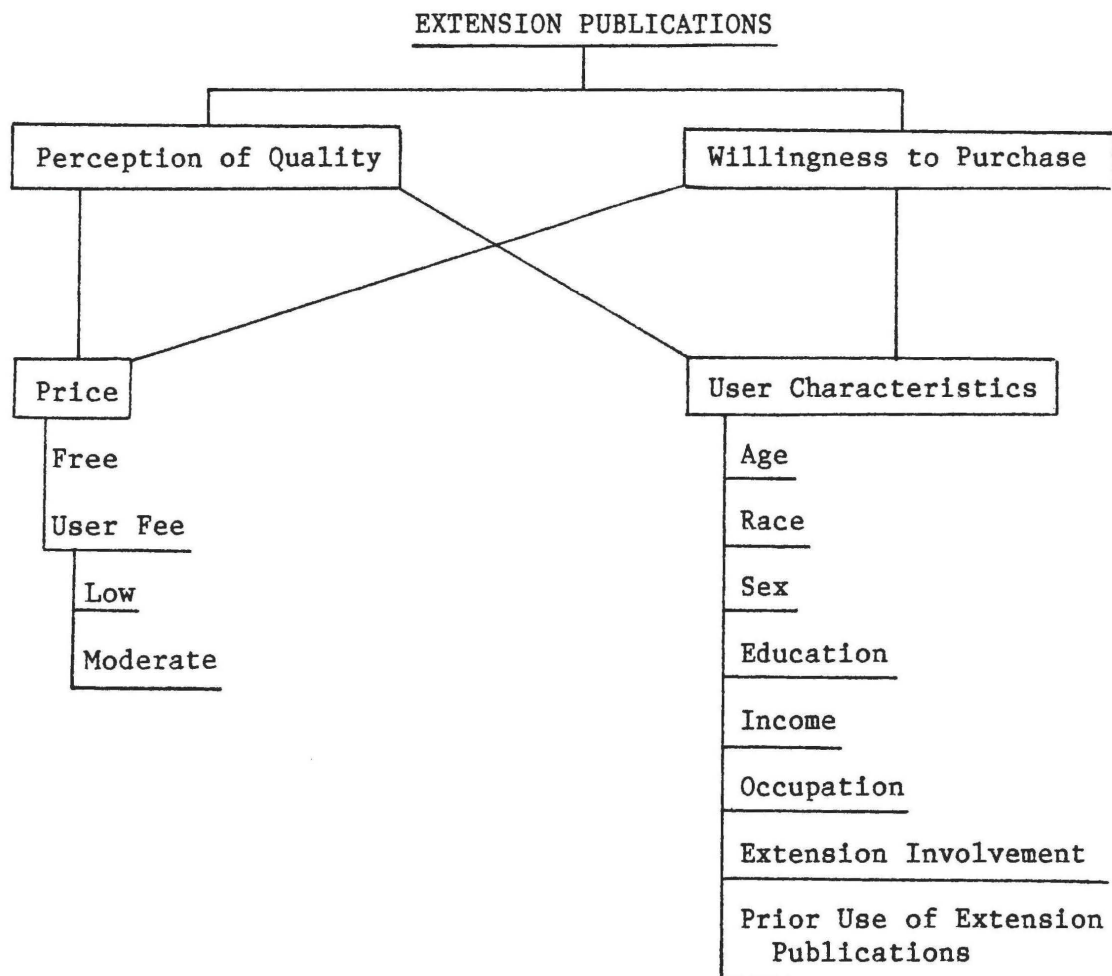 EXTENSION PUBLICATIONS
Perception of Quality
Willingness to Purchase
Price
Free
User Fee
Low
Moderate
User Characteristics
Age
Race
Sex
Education
Income
Occupation
Extension Involvement
Prior Use of Extension
Publications